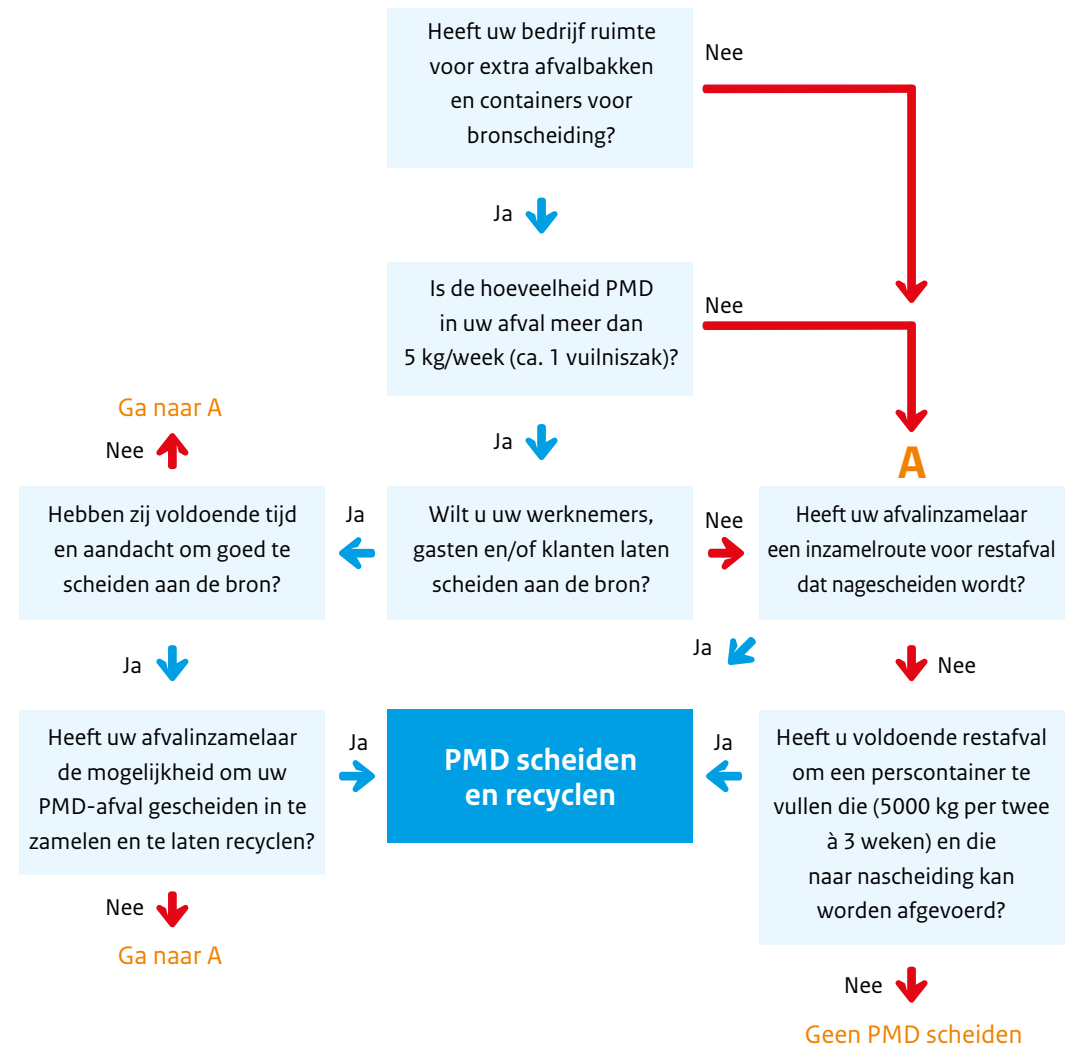 Heeft uw bedrijf ruimte
voor extra afvalbakken
en containers voor
bronscheiding?
Nee
Ja
Is de hoeveelheid PMD
in uw afval meer dan
5 kg/week (ca. 1 vuilniszak)?
Nee
Ja
Ga naar A
Nee
A
Hebben zij voldoende tijd
en aandacht om goed te
scheiden aan de bron?
Ja
Wilt u uw werknemers,
gasten en/of klanten laten
scheiden aan de bron?
Nee
Heeft uw afvalinzamelaar
een inzamelroute voor restafval
dat nagescheiden wordt?
Ja
Ja
Nee
Heeft uw afvalinzamelaar
de mogelijkheid om uw
PMD-afval gescheiden in te
zamelen en te laten recyclen?
Ja
PMD scheiden
en recyclen
Ja
Heeft u voldoende restafval
om een perscontainer te
vullen die (5000 kg per twee
à 3 weken) en die
naar nascheiding kan
worden afgevoerd?
Nee
Ga naar A
Nee
Geen PMD scheiden